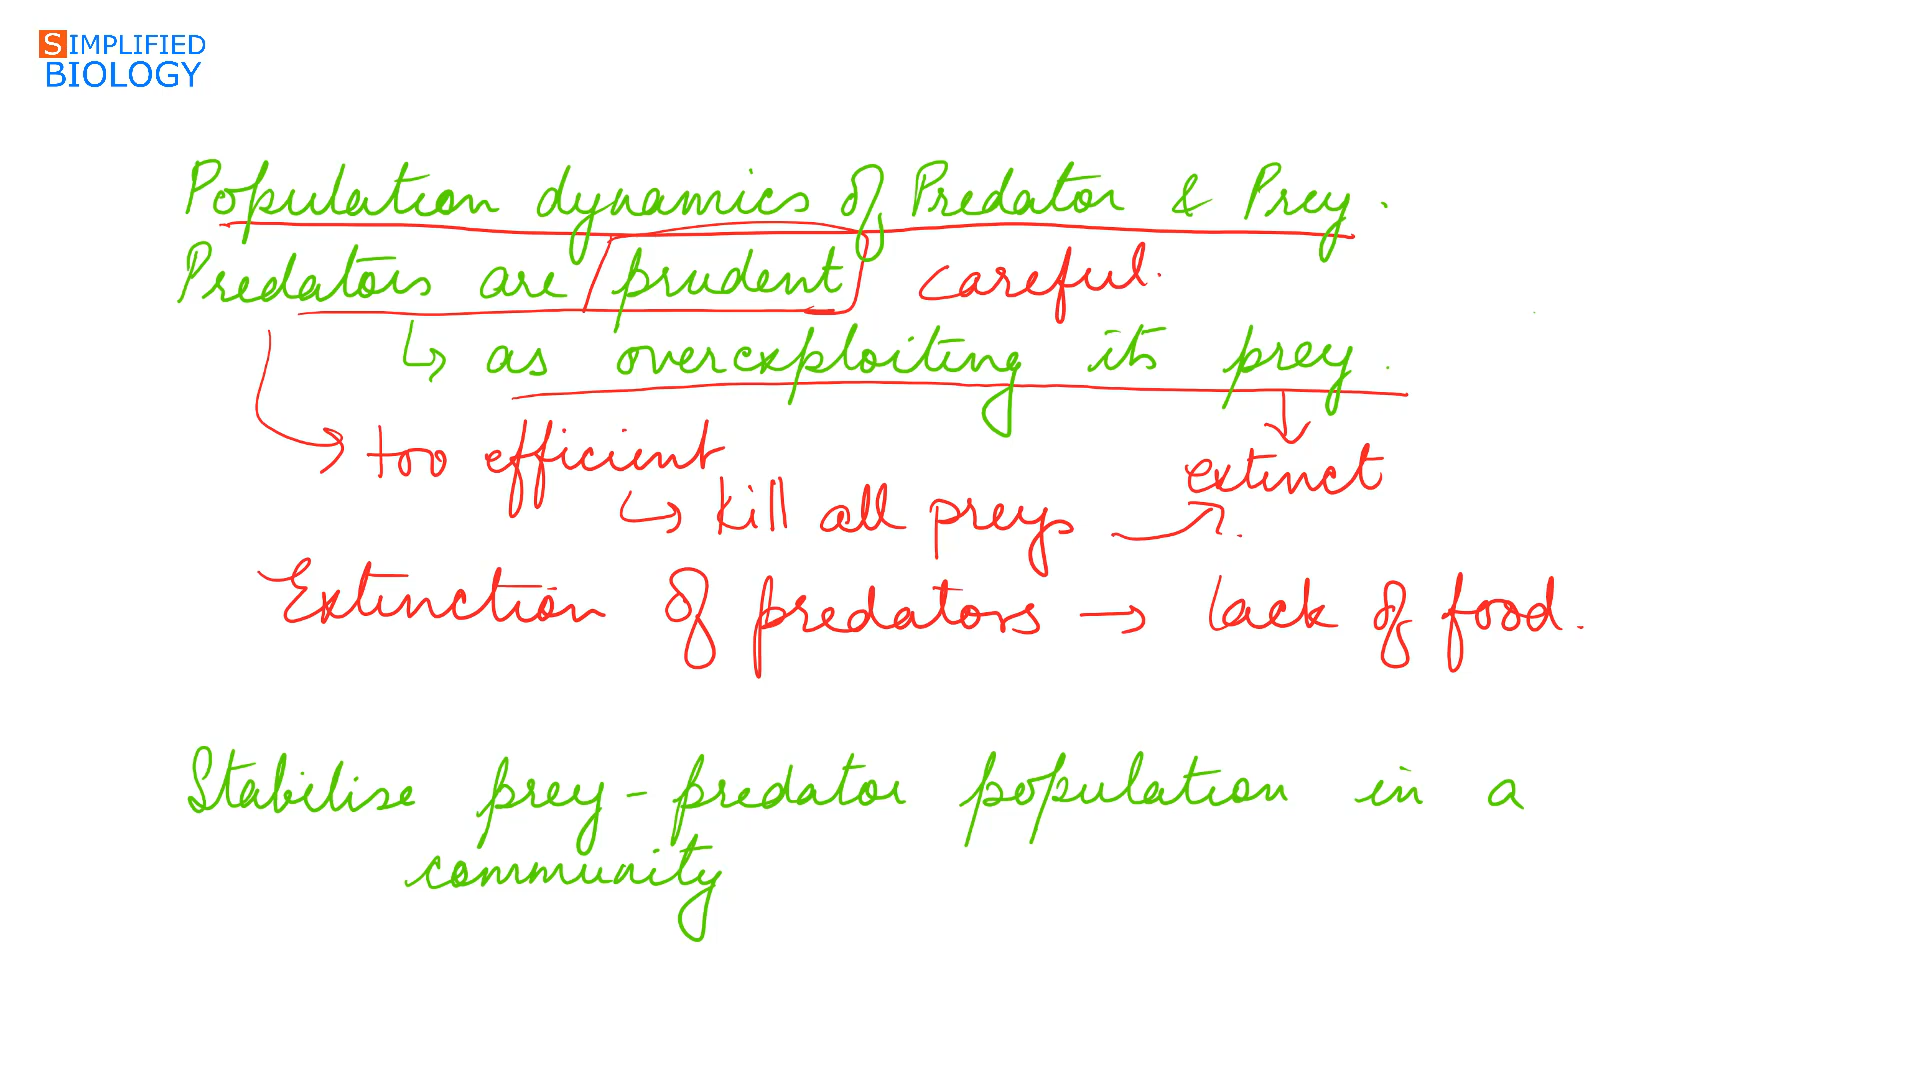 SIMPLIFIED
BIOLOGY
Population dynamics of Predator & Prey.
Predators are prudent careful.
↳ as overexploiting its prey.
→ too efficient
extinct
↳ kill all preys →
Extinction of predators → lack of food.
Stabilise prey - predator population in a
community